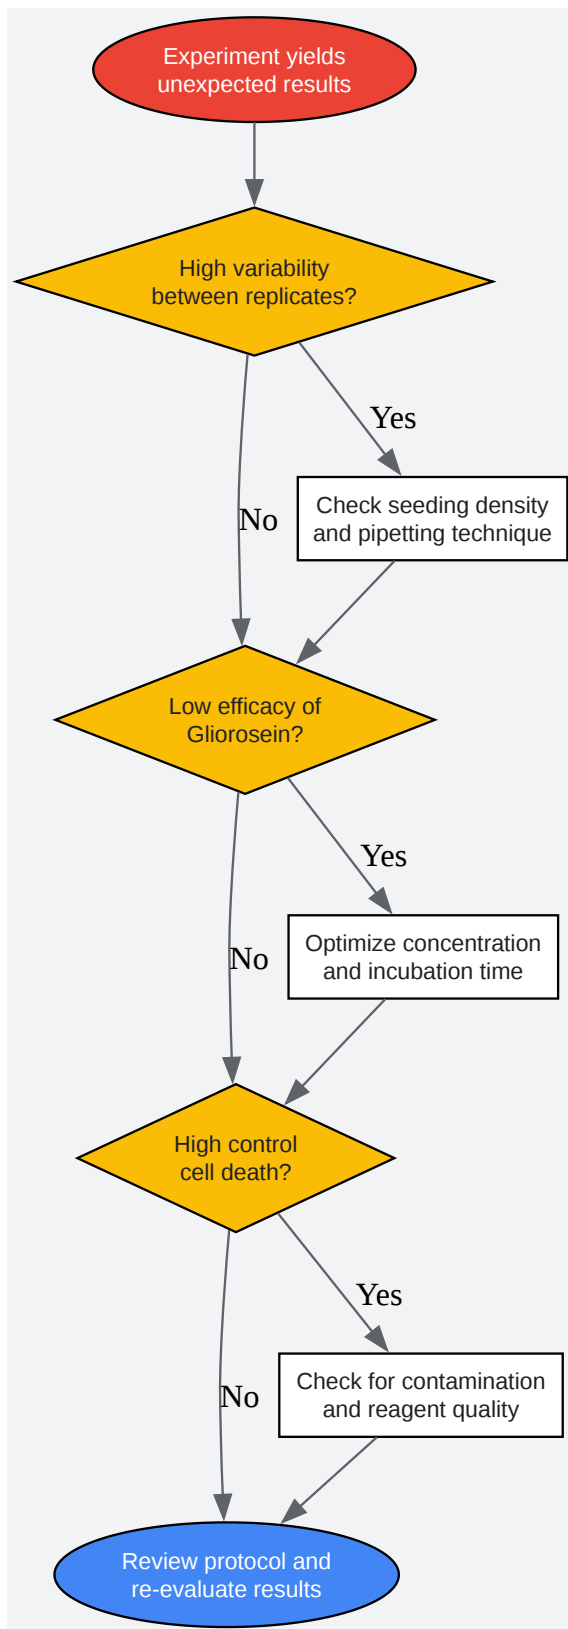 Experiment yields
unexpected results
High variability
between replicates?
Yes
No
Check seeding density
and pipetting technique
Low efficacy of
Gliorosein?
Yes
No
Optimize concentration
and incubation time
High control
cell death?
Yes
No
Check for contamination
and reagent quality
Review protocol and
re-evaluate results